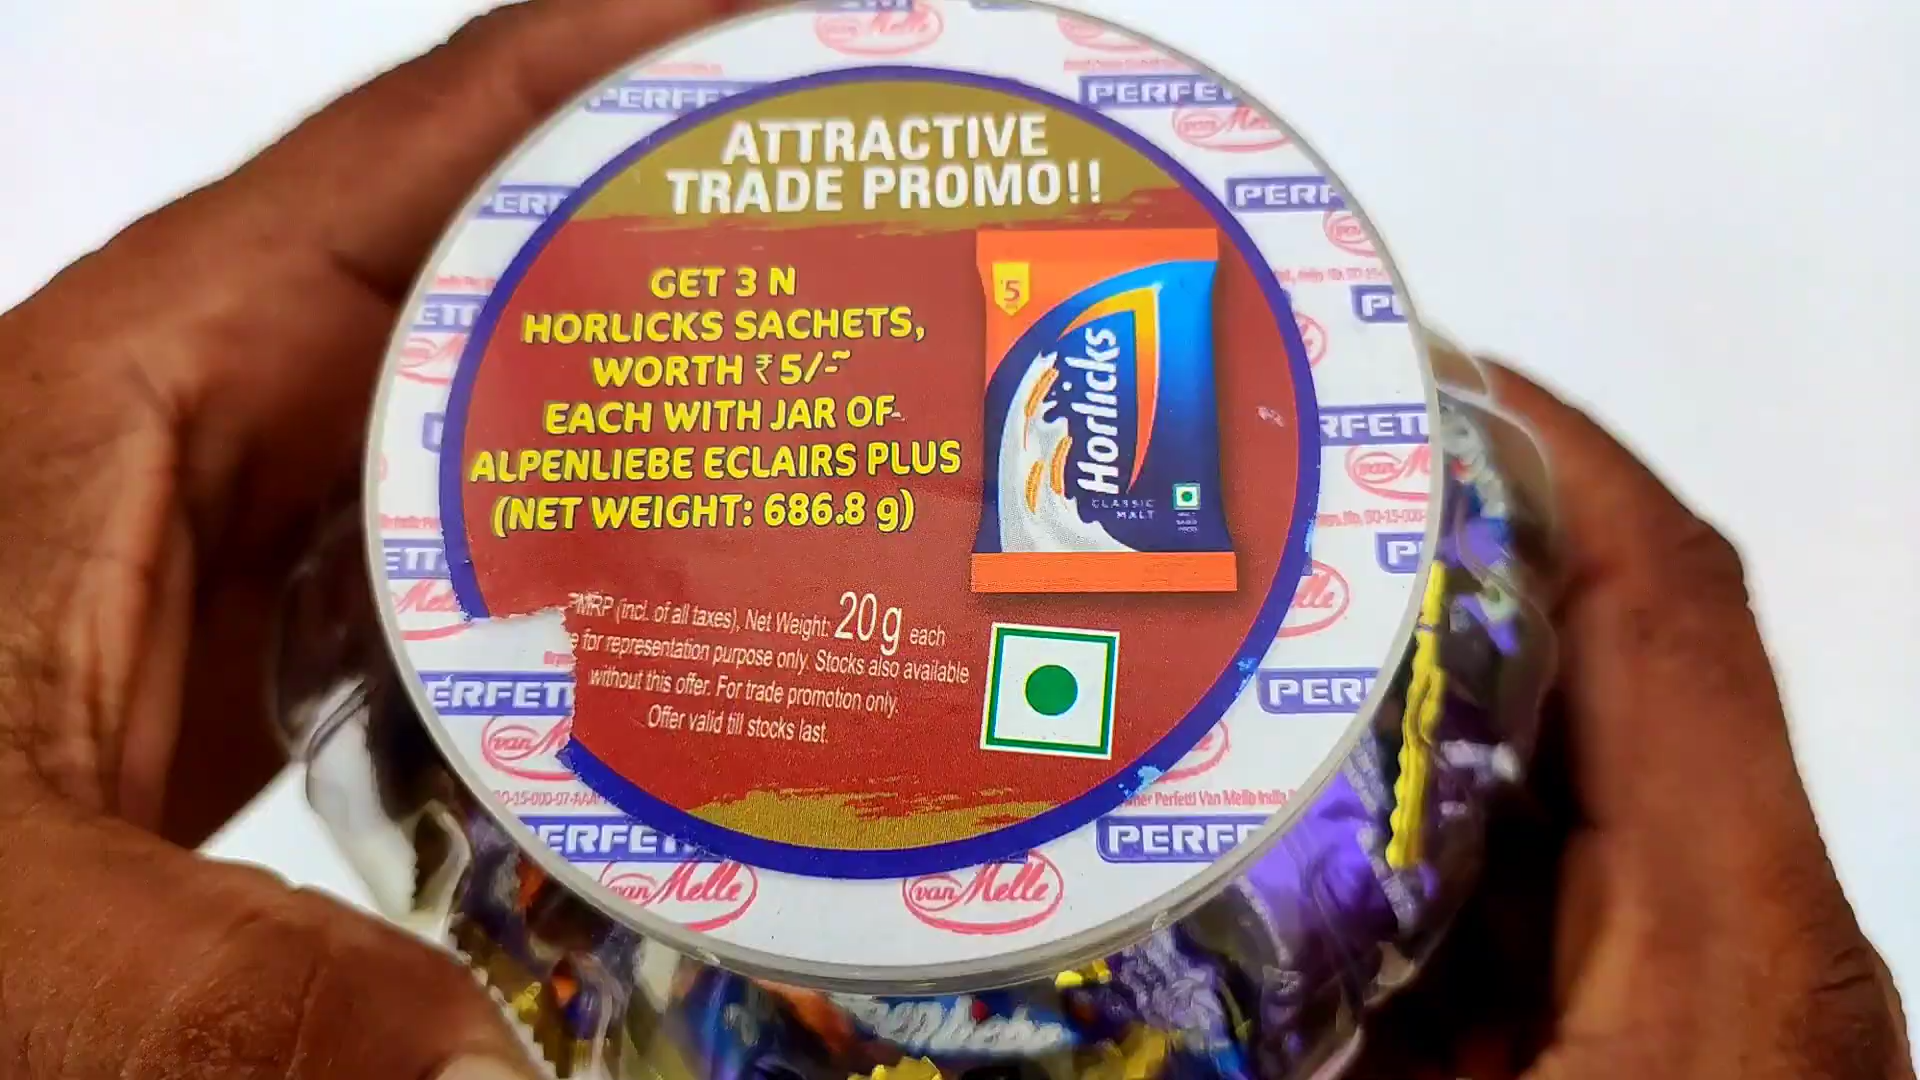 ATTRACTIVE
TRADE PROMO!!
GET 3 N
HORLICKS SACHETS,
WORTH ₹5/-~
EACH WITH JAR OF
ALPENLIEBE ECLAIRS PLUS
(NET WEIGHT: 686.8 g)
5
Horlicks
CLASSIC
MALT
MRP (incl. of all taxes), Net Weight: 20 g each
for representation purpose only. Stocks also available
without this offer. For trade promotion only.
Offer valid till stocks last.
van Melle
van Melle